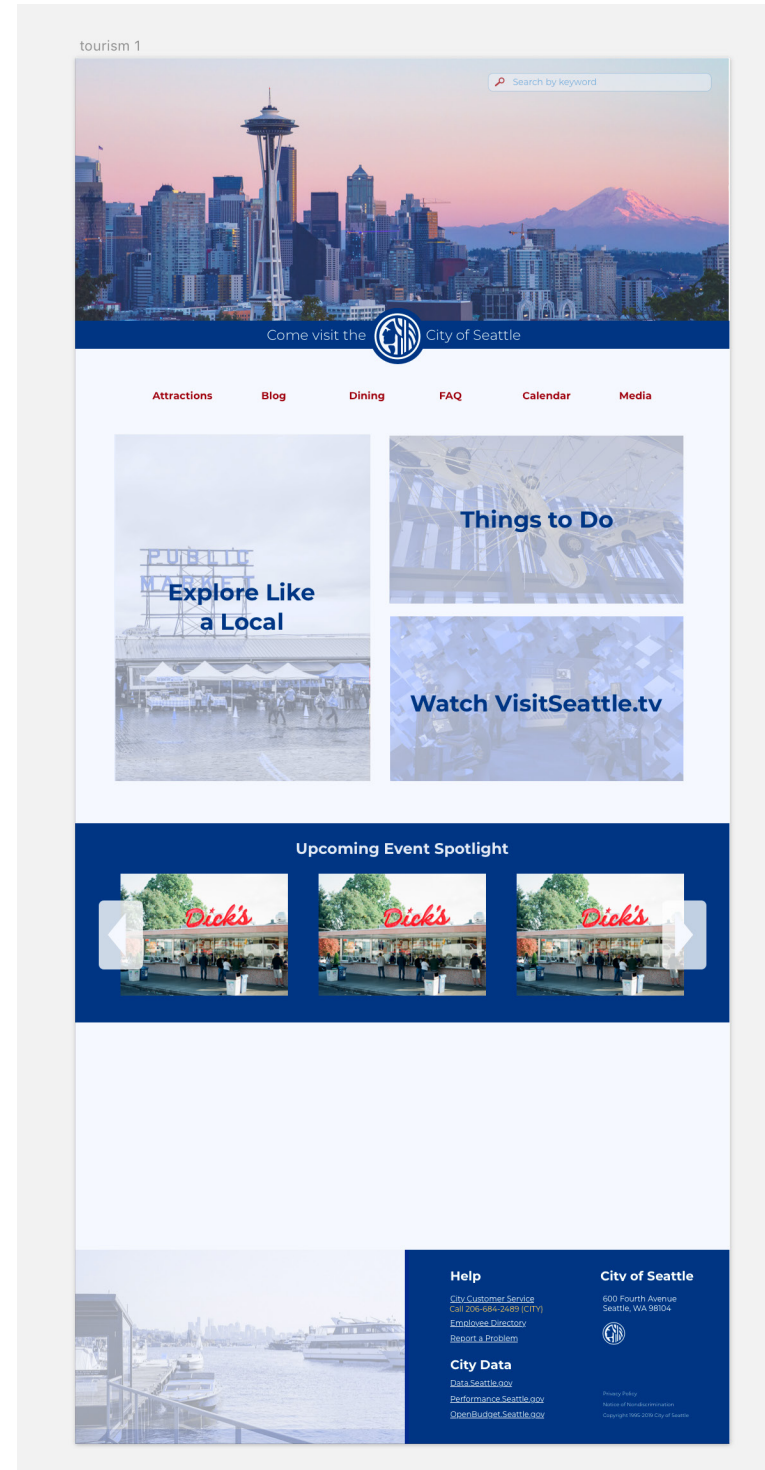 tourism 1
Search by keyword
Come visit the City of Seattle
Attractions Blog Dining FAQ Calendar Media
PUBLIC
MARKET
Explore Like
a Local
Things to Do
Watch VisitSeattle.tv
Upcoming Event Spotlight
Dick's Dick's Dick's
Help
City Customer Service
Call 206-684-2489 (CITY)
Employee Directory
Report a Problem
City Data
Data.Seattle.gov
Performance.Seattle.gov
OpenBudget.Seattle.gov
City of Seattle
600 Fourth Avenue
Seattle, WA 98104
Privacy Policy
Notice of Nondiscrimination
Copyright 1995-2019 City of Seattle